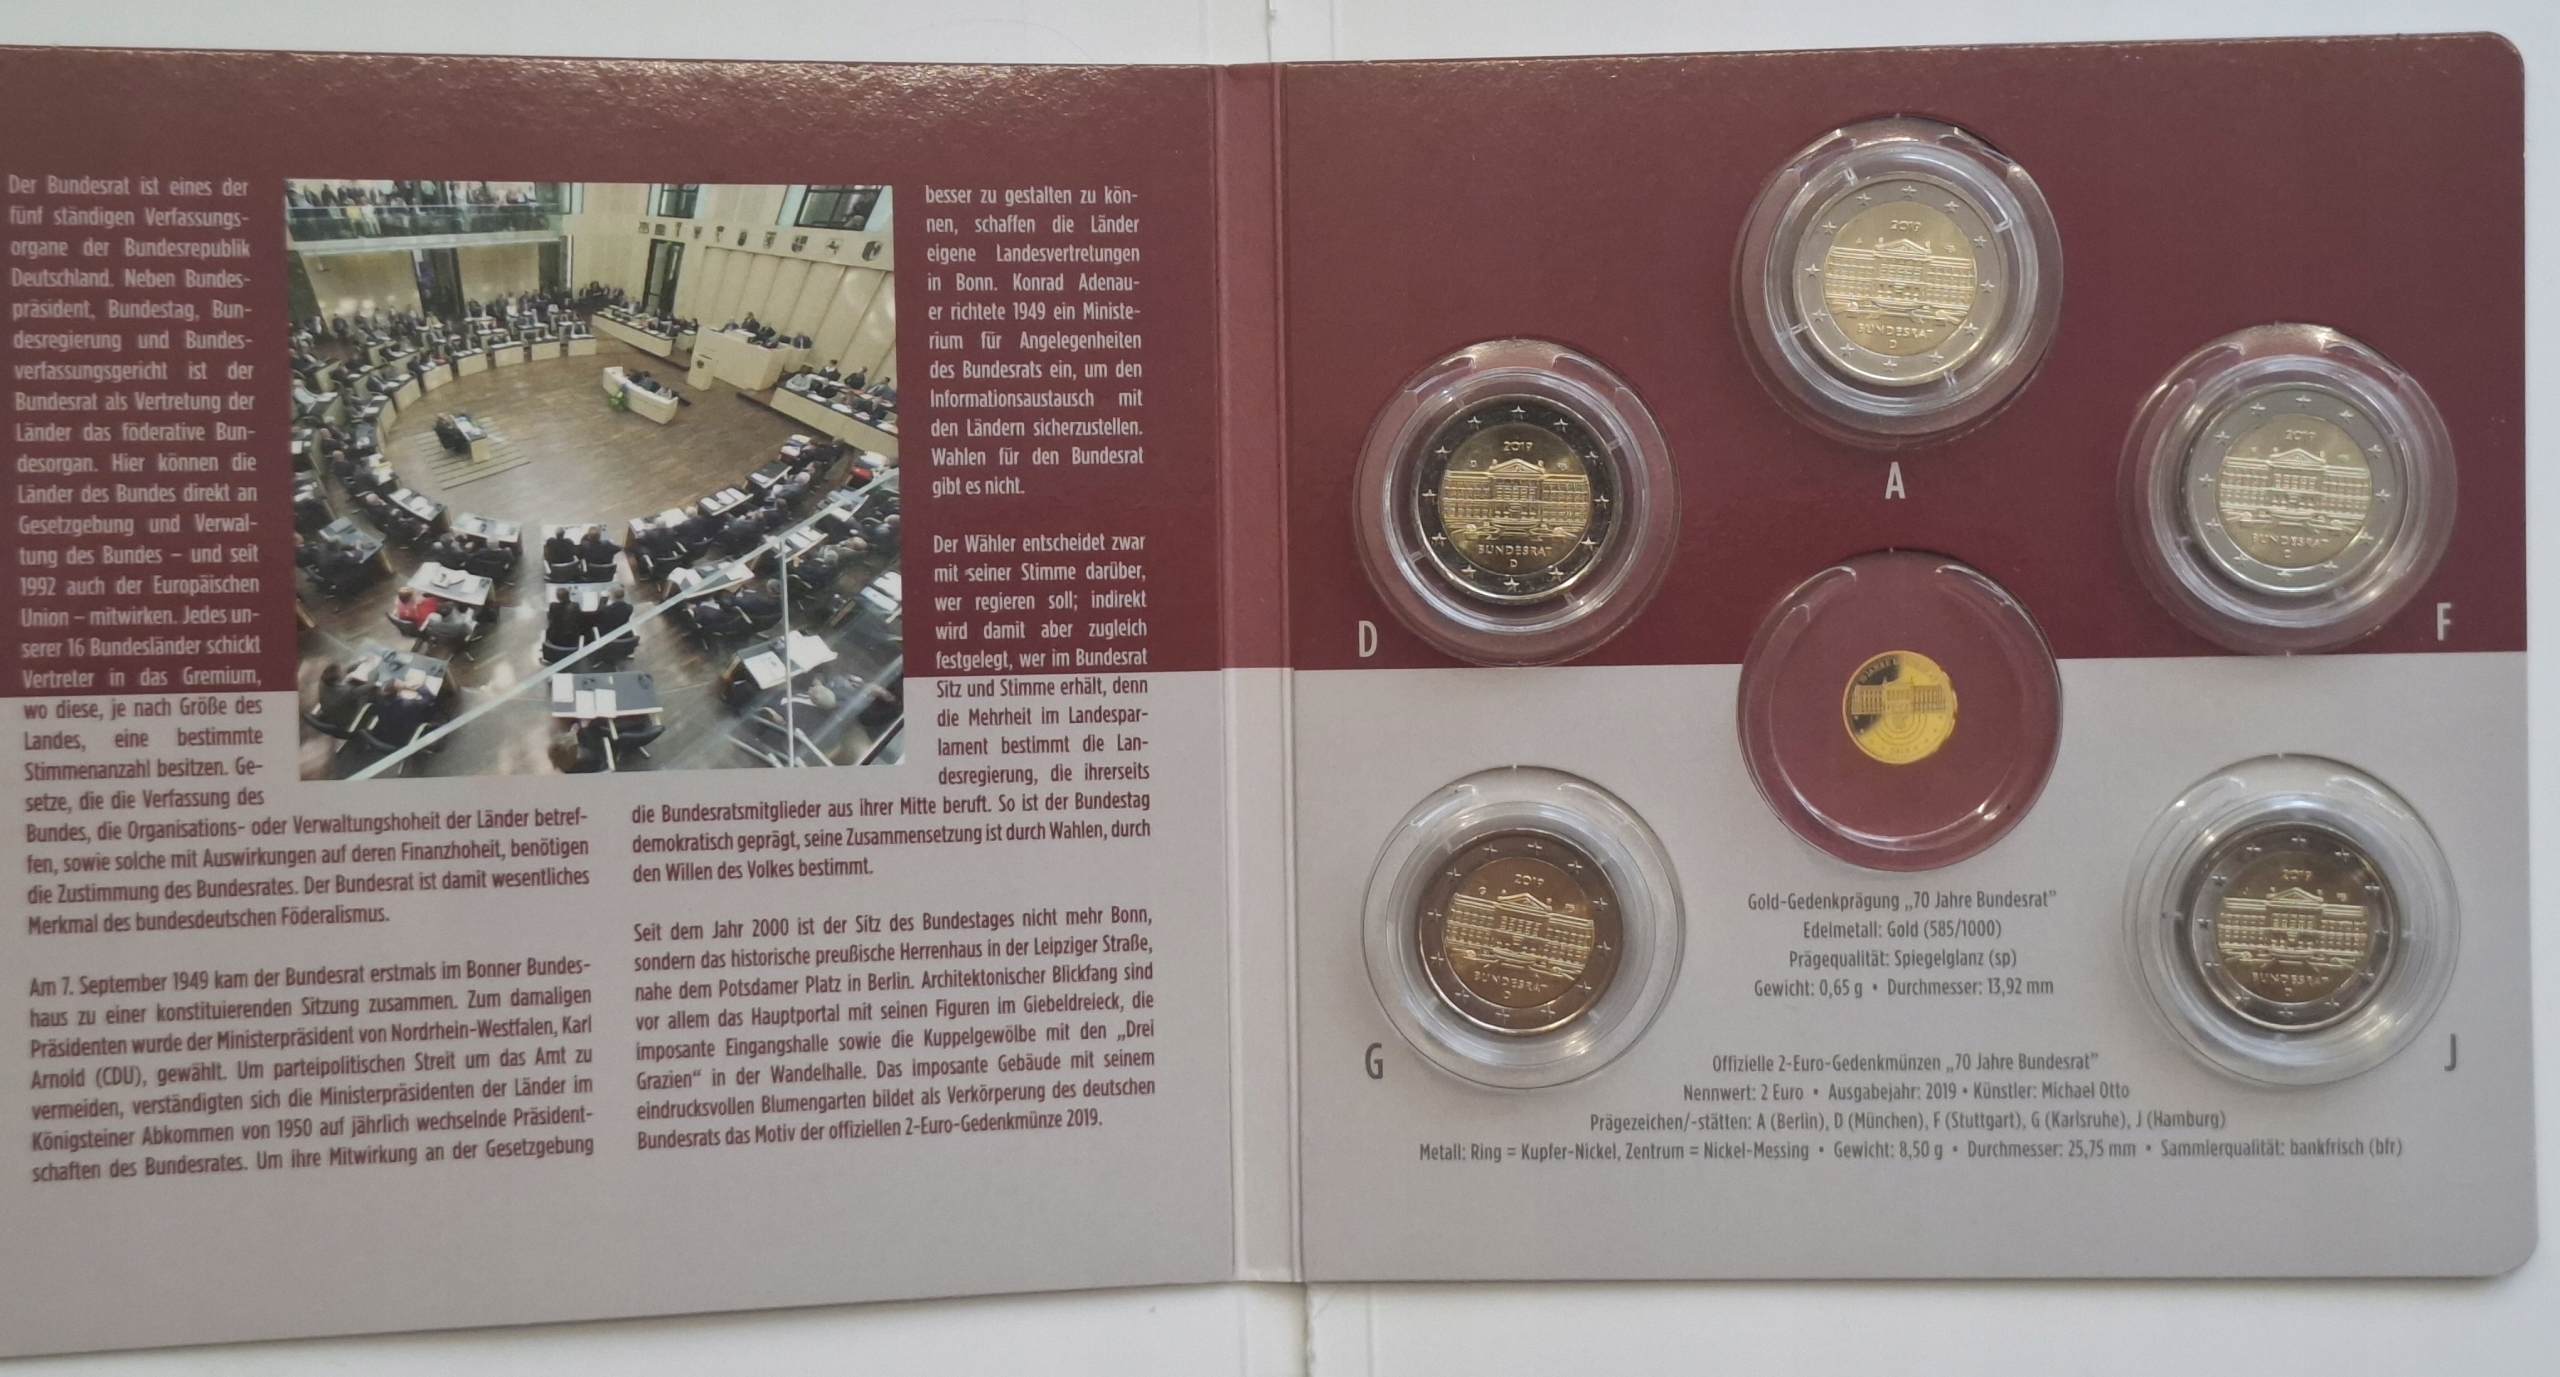 Der Bundesrat ist eines der
fünf ständigen Verfassungs-
organe der Bundesrepublik
Deutschland. Neben Bundes-
präsident, Bundestag, Bun-
desregierung und Bundes-
verfassungsgericht ist der
Bundesrat als Vertretung der
Länder das föderative Bun-
desorgan. Hier können die
Länder des Bundes direkt an
Gesetzgebung und Verwal-
tung des Bundes – und seit
1992 auch der Europäischen
Union – mitwirken. Jedes un-
serer 16 Bundesländer schickt
Vertreter in das Gremium,
wo diese, je nach Größe des
Landes, eine bestimmte
Stimmenanzahl besitzen. Ge-
setze, die die Verfassung des
Bundes, die Organisations- oder Verwaltungshoheit der Länder betref-
fen, sowie solche mit Auswirkungen auf deren Finanzhoheit, benötigen
die Zustimmung des Bundesrates. Der Bundesrat ist damit wesentliches
Merkmal des bundesdeutschen Föderalismus.
Am 7. September 1949 kam der Bundesrat erstmals im Bonner Bundes-
haus zu einer konstituierenden Sitzung zusammen. Zum damaligen
Präsidenten wurde der Ministerpräsident von Nordrhein-Westfalen, Karl
Arnold (CDU), gewählt. Um parteipolitischen Streit um das Amt zu
vermeiden, verständigten sich die Ministerpräsidenten der Länder im
Königsteiner Abkommen von 1950 auf jährlich wechselnde Präsident-
schaften des Bundesrates. Um ihre Mitwirkung an der Gesetzgebung
besser zu gestalten zu kön-
nen, schaffen die Länder
eigene Landesvertretungen
in Bonn. Konrad Adenau-
er richtete 1949 ein Ministe-
rium für Angelegenheiten
des Bundesrats ein, um den
Informationsaustausch mit
den Ländern sicherzustellen.
Wahlen für den Bundesrat
gibt es nicht.
Der Wähler entscheidet zwar
mit seiner Stimme darüber,
wer regieren soll; indirekt
wird damit aber zugleich
festgelegt, wer im Bundesrat
Sitz und Stimme erhält, denn
die Mehrheit im Landespar-
lament bestimmt die Lan-
desregierung, die ihrerseits
die Bundesratsmitglieder aus ihrer Mitte beruft. So ist der Bundestag
demokratisch geprägt, seine Zusammensetzung ist durch Wahlen, durch
den Willen des Volkes bestimmt.
Seit dem Jahr 2000 ist der Sitz des Bundestages nicht mehr Bonn,
sondern das historische preußische Herrenhaus in der Leipziger Straße,
nahe dem Potsdamer Platz in Berlin. Architektonischer Blickfang sind
vor allem das Hauptportal mit seinen Figuren im Giebeldreieck, die
imposante Eingangshalle sowie die Kuppelgewölbe mit den „Drei
Grazien“ in der Wandelhalle. Das imposante Gebäude mit seinem
eindrucksvollen Blumengarten bildet als Verkörperung des deutschen
Bundesrats das Motiv der offiziellen 2-Euro-Gedenkmünze 2019.
2019
A
BUNDESRAT
D
A
2019
D
BUNDESRAT
D
D
2019
F
BUNDESRAT
D
F
2019
G
BUNDESRAT
D
G
2019
J
BUNDESRAT
D
J
Gold-Gedenkprägung „70 Jahre Bundesrat”
Edelmetall: Gold (585/1000)
Prägequalität: Spiegelglanz (sp)
Gewicht: 0,65 g • Durchmesser: 13,92 mm
Offizielle 2-Euro-Gedenkmünzen „70 Jahre Bundesrat”
Nennwert: 2 Euro • Ausgabejahr: 2019 • Künstler: Michael Otto
Prägezeichen/-stätten: A (Berlin), D (München), F (Stuttgart), G (Karlsruhe), J (Hamburg)
Metall: Ring = Kupfer-Nickel, Zentrum = Nickel-Messing • Gewicht: 8,50 g • Durchmesser: 25,75 mm • Sammlerqualität: bankfrisch (bfr)